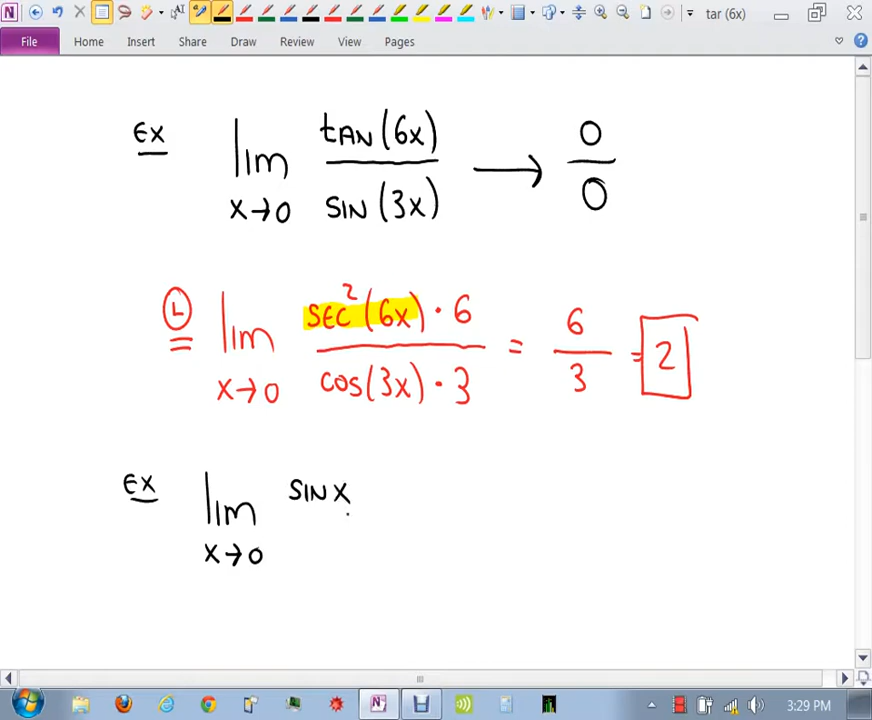 tar (6x)
File Home Insert Share Draw Review View Pages
EX lim x→0 tan(6x)/sin(3x) → 0/0
Ⓛ= lim x→0 sec²(6x)·6/cos(3x)·3 = 6/3 = 2
EX lim x→0 sin x
3:29 PM